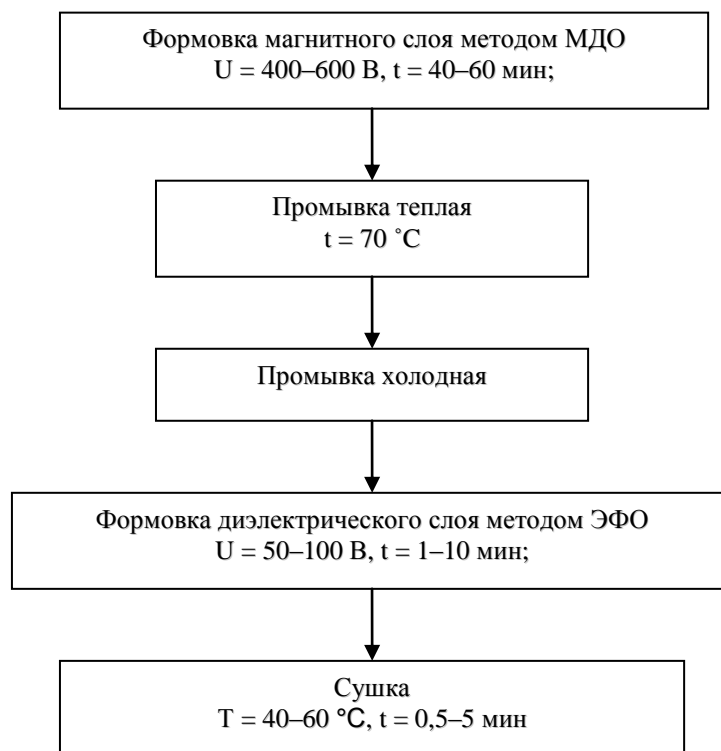 Формовка магнитного слоя методом МДО
U = 400–600 В, t = 40–60 мин;
Промывка теплая
t = 70 ˚C
Промывка холодная
Формовка диэлектрического слоя методом ЭФО
U = 50–100 В, t = 1–10 мин;
Сушка
T = 40–60 °C, t = 0,5–5 мин